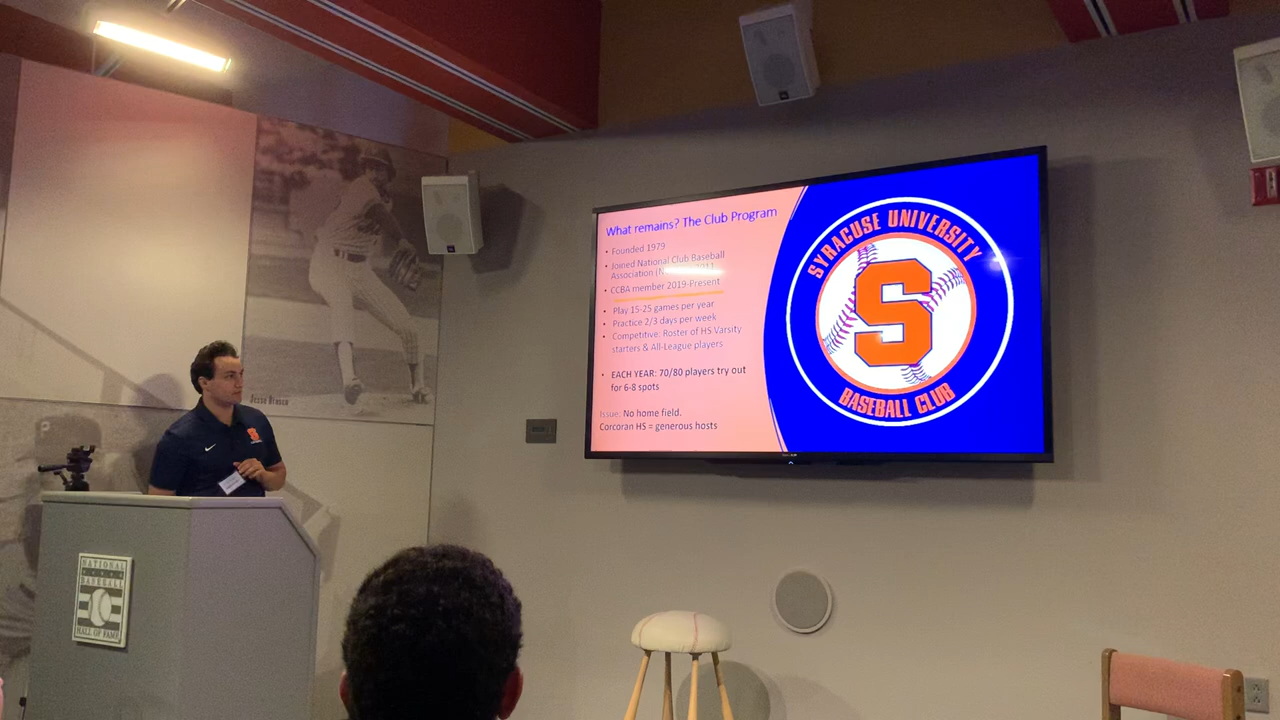 What remains? The Club Program
• Founded 1979
• Joined National Club Baseball
Association
• CCBA member 2019-Present
• Play 15-25 games per year
• Practice 2/3 days per week
• Competitive: Roster of HS Varsity
starters & All-League players
• EACH YEAR: 70/80 players try out
for 6-8 spots
Issue: No home field.
Corcoran HS = generous hosts
SYRACUSE UNIVERSITY
S
BASEBALL CLUB
NATIONAL
BASEBALL
HALL OF FAME